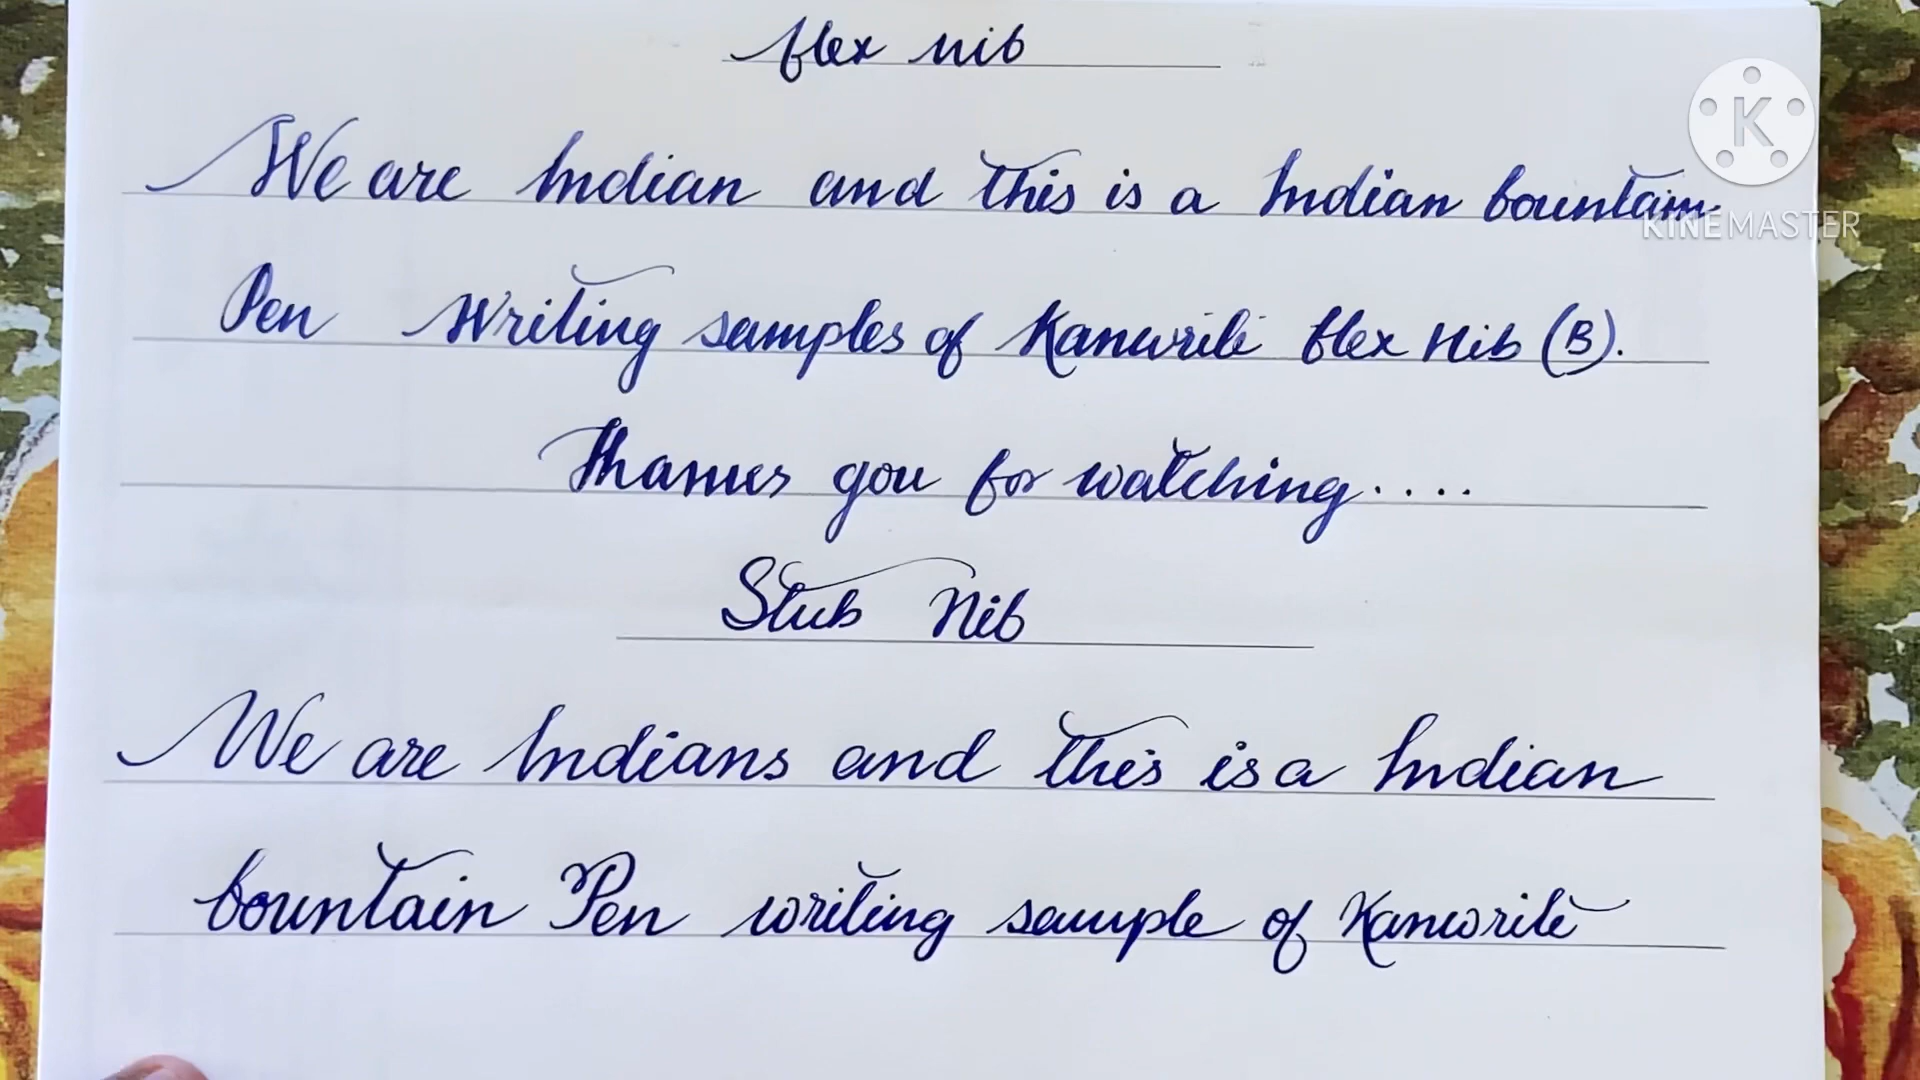 flex nib
We are Indian and this is a Indian fountain
Pen Writing samples of Kanwrite flex Nib (B).
Thanks you for watching....
Stub Nib
We are Indians and this is a Indian
fountain Pen writing sample of Kanwrite
K
KINEMASTER